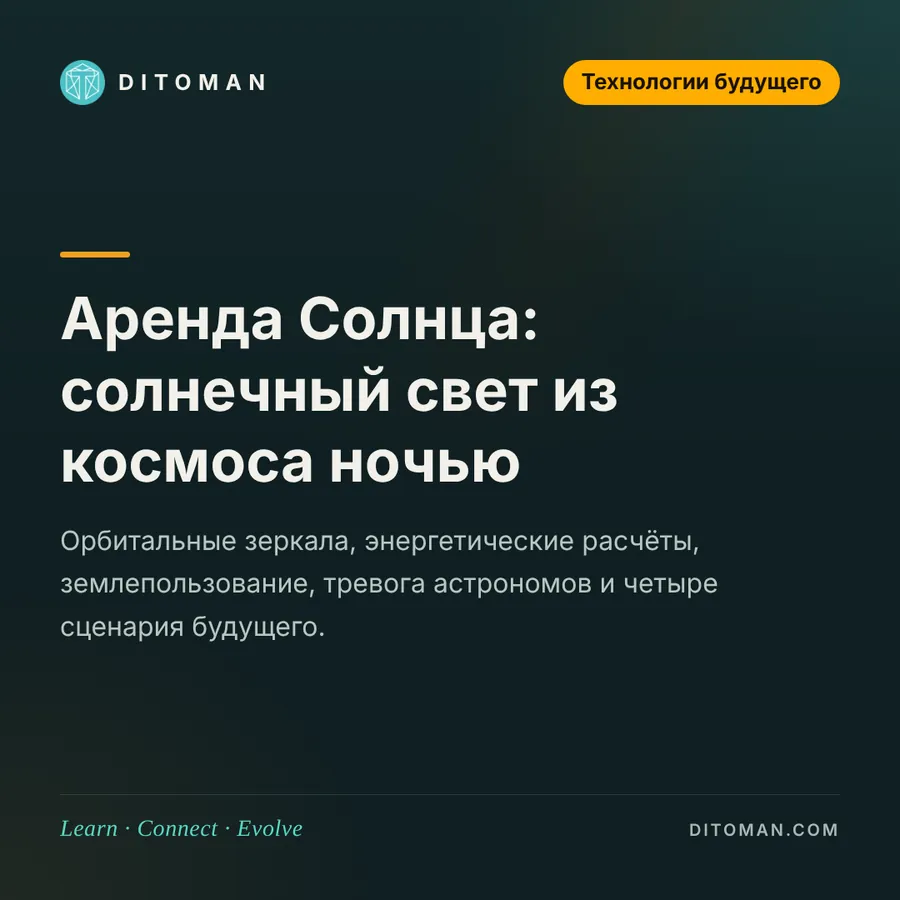 DITOMAN
Технологии будущего
Аренда Солнца:
солнечный свет из
космоса ночью
Орбитальные зеркала, энергетические расчёты,
землепользование, тревога астрономов и четыре
сценария будущего.
Learn · Connect · Evolve
DITOMAN.COM